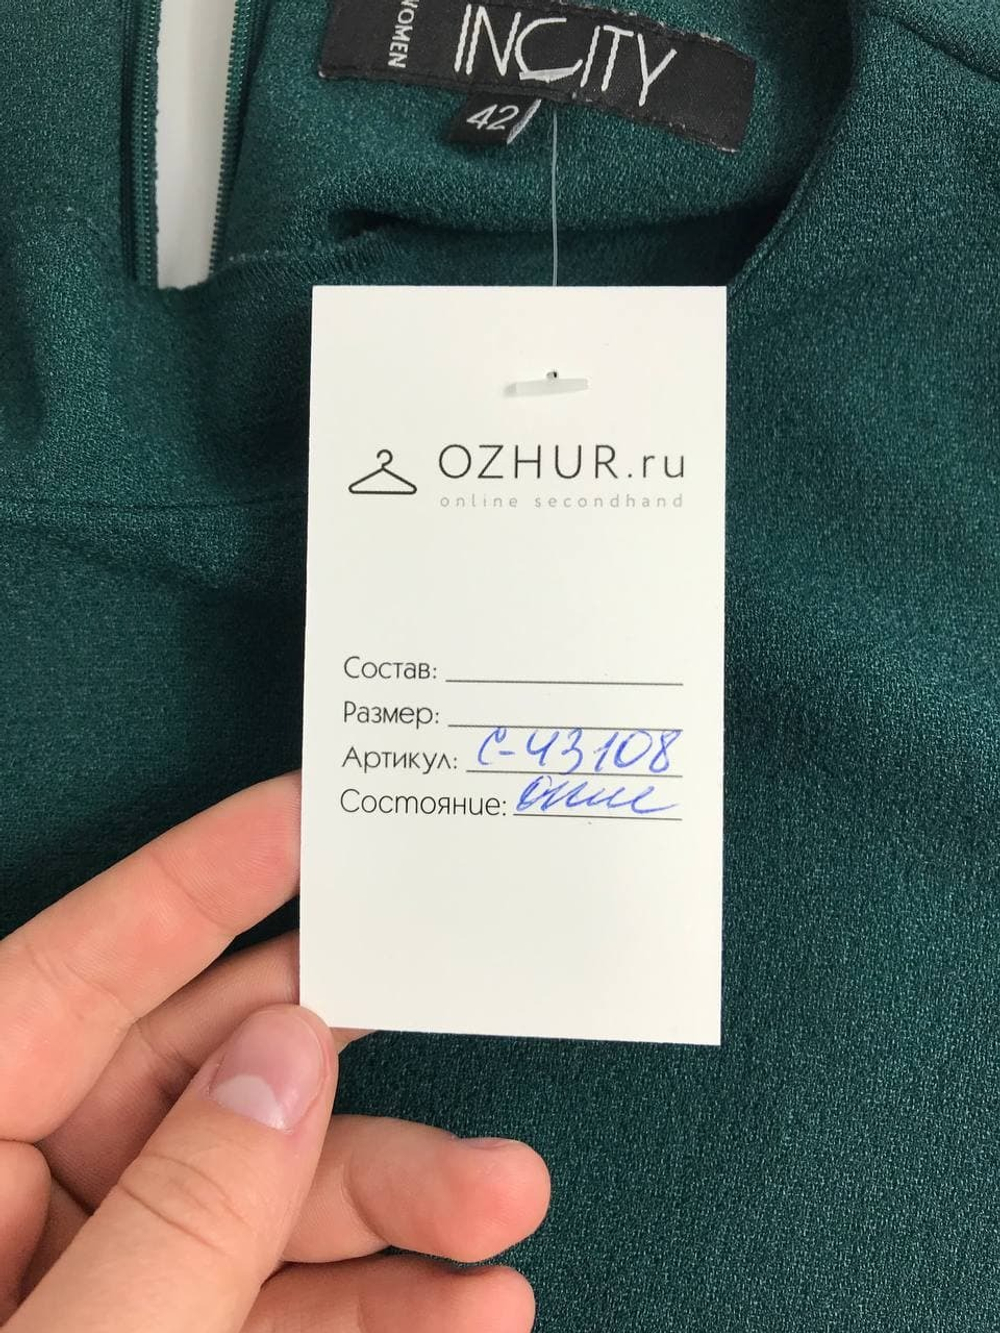 WOMEN
INCITY
42
OZHUR.ru
online secondhand
Состав:
Размер:
Артикул: С-43108
Состояние: